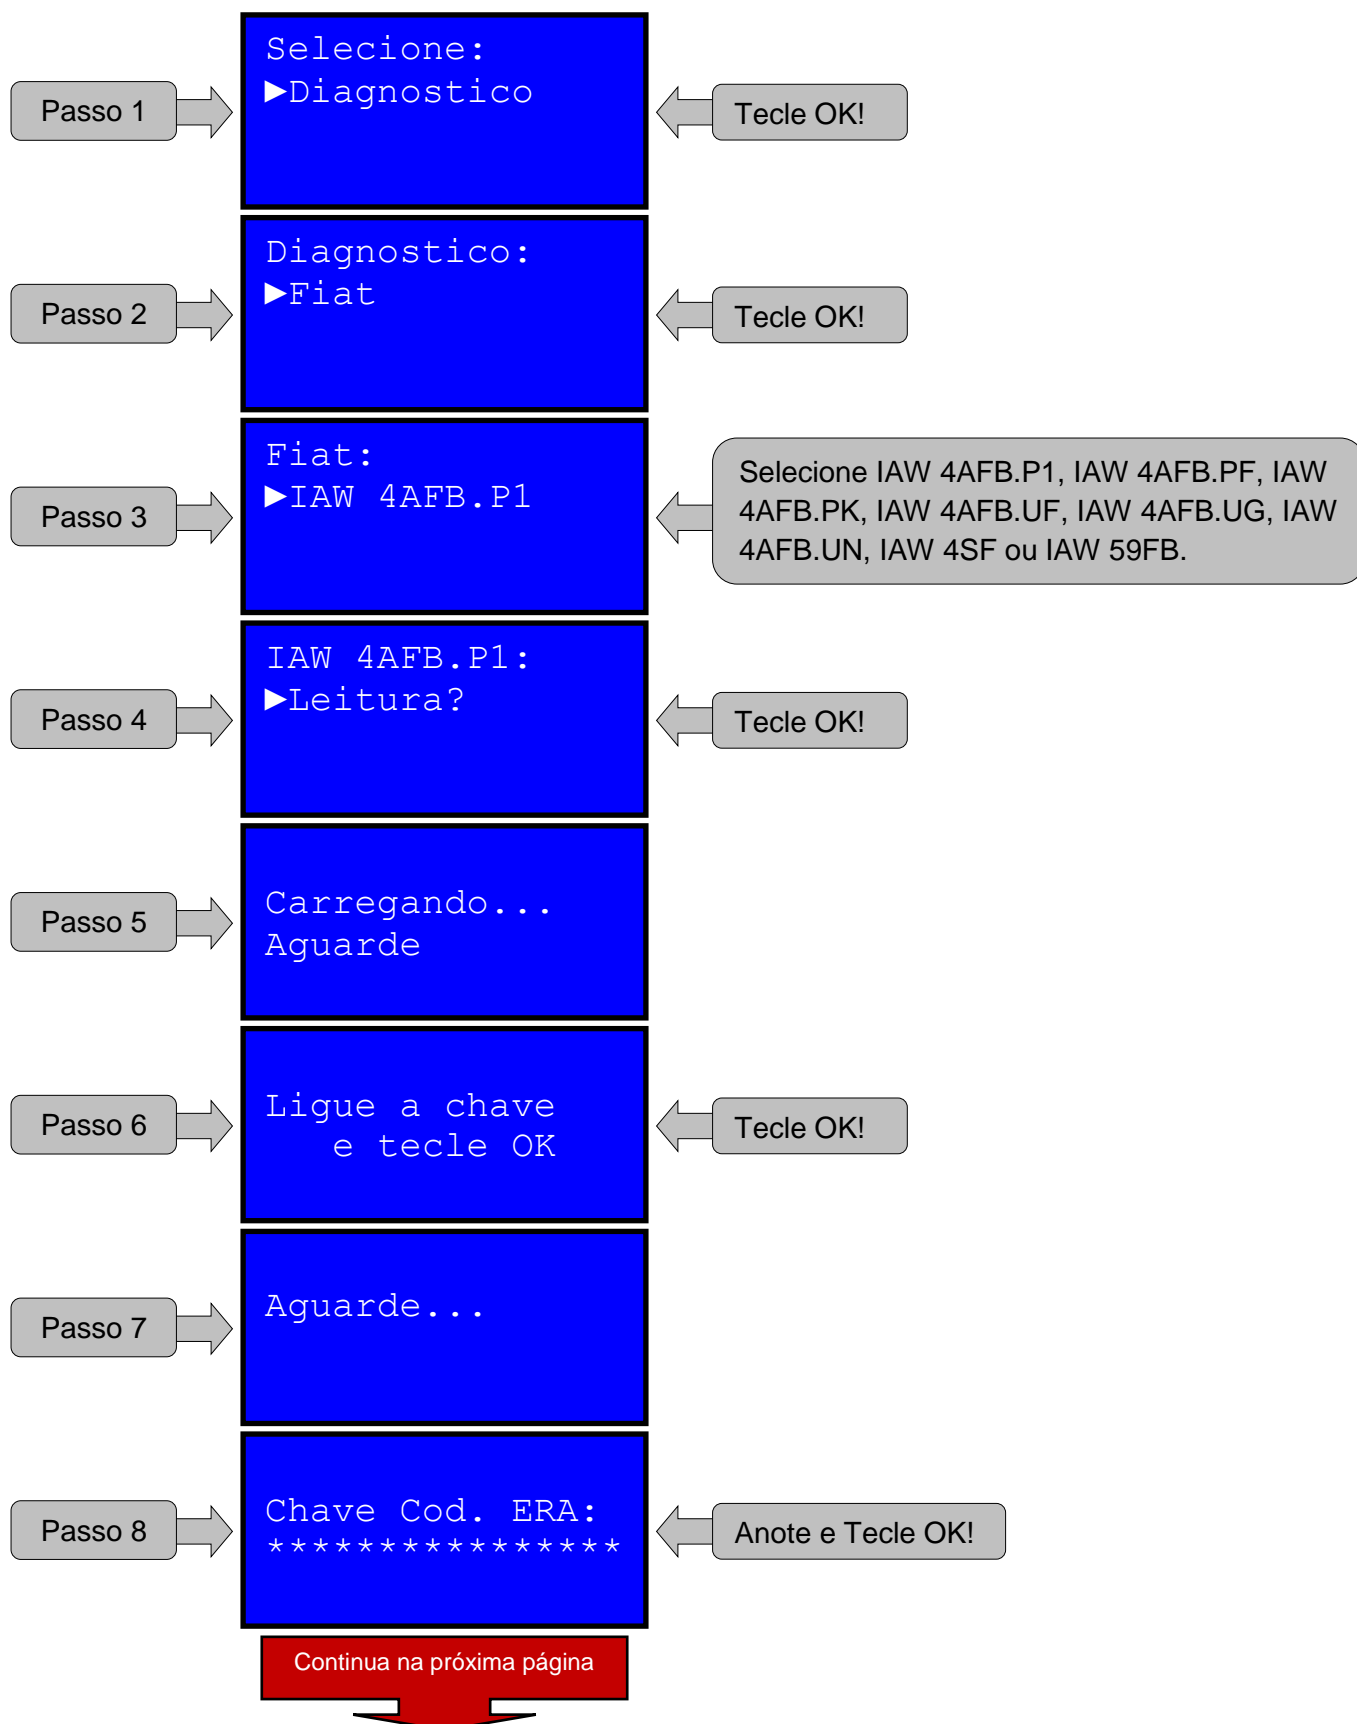 Selecione:
►Diagnostico
Passo 1
Tecle OK!
Diagnostico:
►Fiat
Passo 2
Tecle OK!
Fiat:
►IAW 4AFB.P1
Passo 3
Selecione IAW 4AFB.P1, IAW 4AFB.PF, IAW
4AFB.PK, IAW 4AFB.UF, IAW 4AFB.UG, IAW
4AFB.UN, IAW 4SF ou IAW 59FB.
IAW 4AFB.P1:
►Leitura?
Passo 4
Tecle OK!
Carregando...
Aguarde
Passo 5
Ligue a chave
e tecle OK
Passo 6
Tecle OK!
Aguarde...
Passo 7
Chave Cod. ERA:
****************
Passo 8
Anote e Tecle OK!
Continua na próxima página